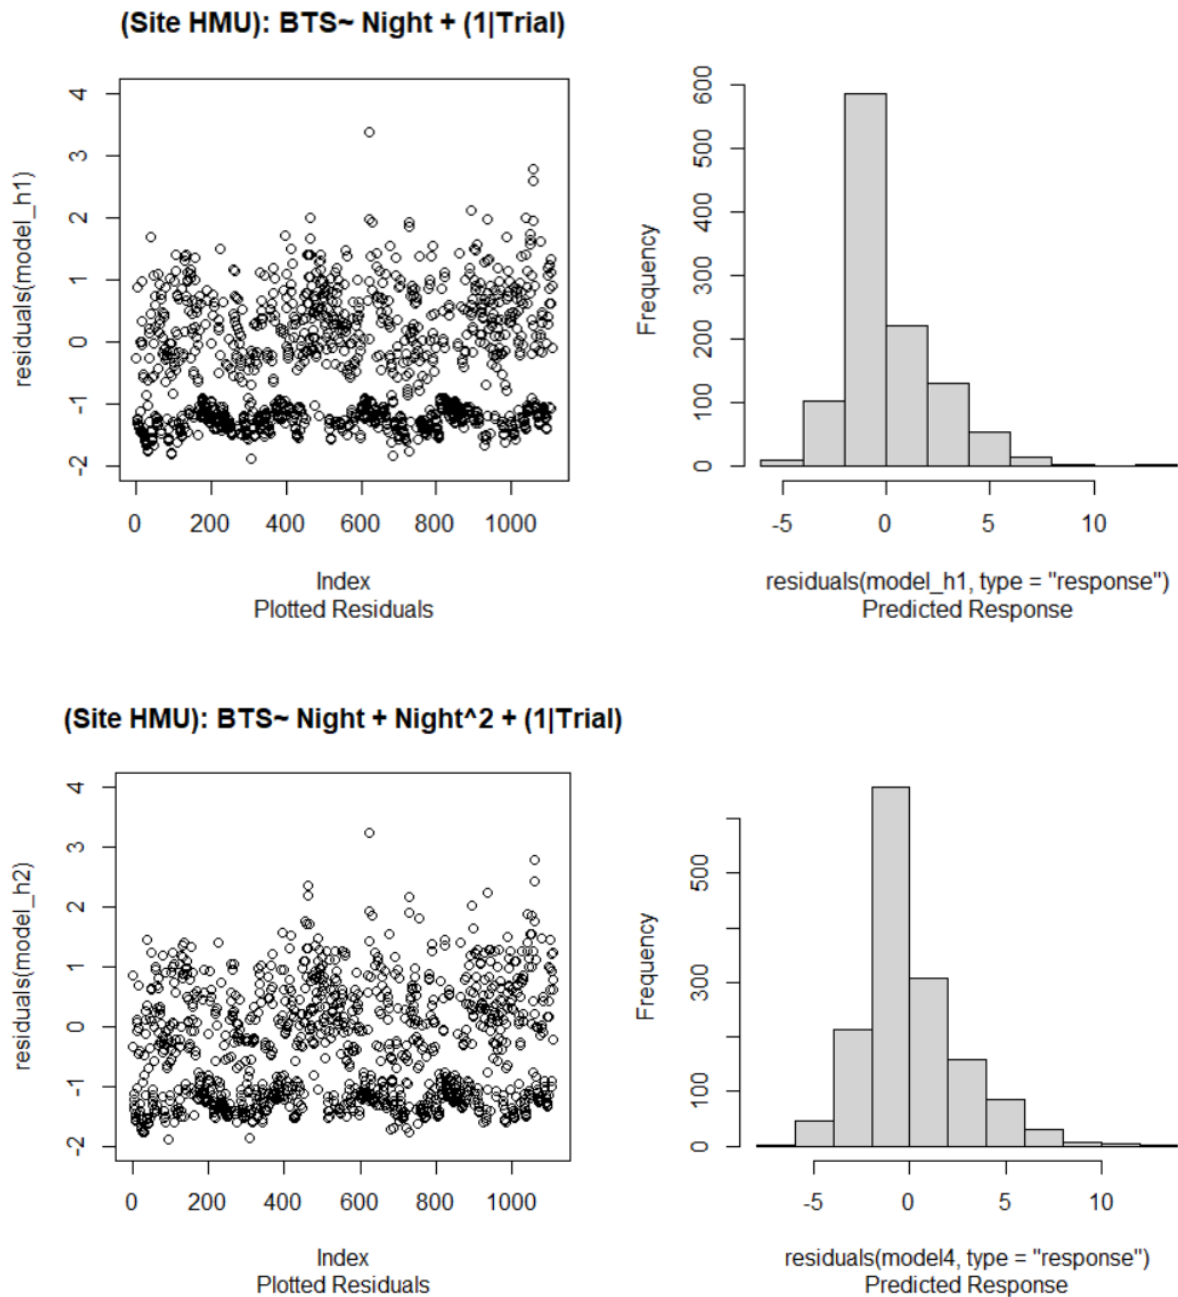 (Site HMU): BTS~ Night + (1|Trial)
residuals(model_h1)
4
3
2
1
0
-1
-2
0 200 400 600 800 1000
Index
Plotted Residuals
Frequency
600
500
400
300
200
100
0
-5 0 5 10
residuals(model_h1, type = "response")
Predicted Response
(Site HMU): BTS~ Night + Night^2 + (1|Trial)
residuals(model_h2)
4
3
2
1
0
-1
-2
0 200 400 600 800 1000
Index
Plotted Residuals
Frequency
500
300
100
0
-5 0 5 10
residuals(model4, type = "response")
Predicted Response